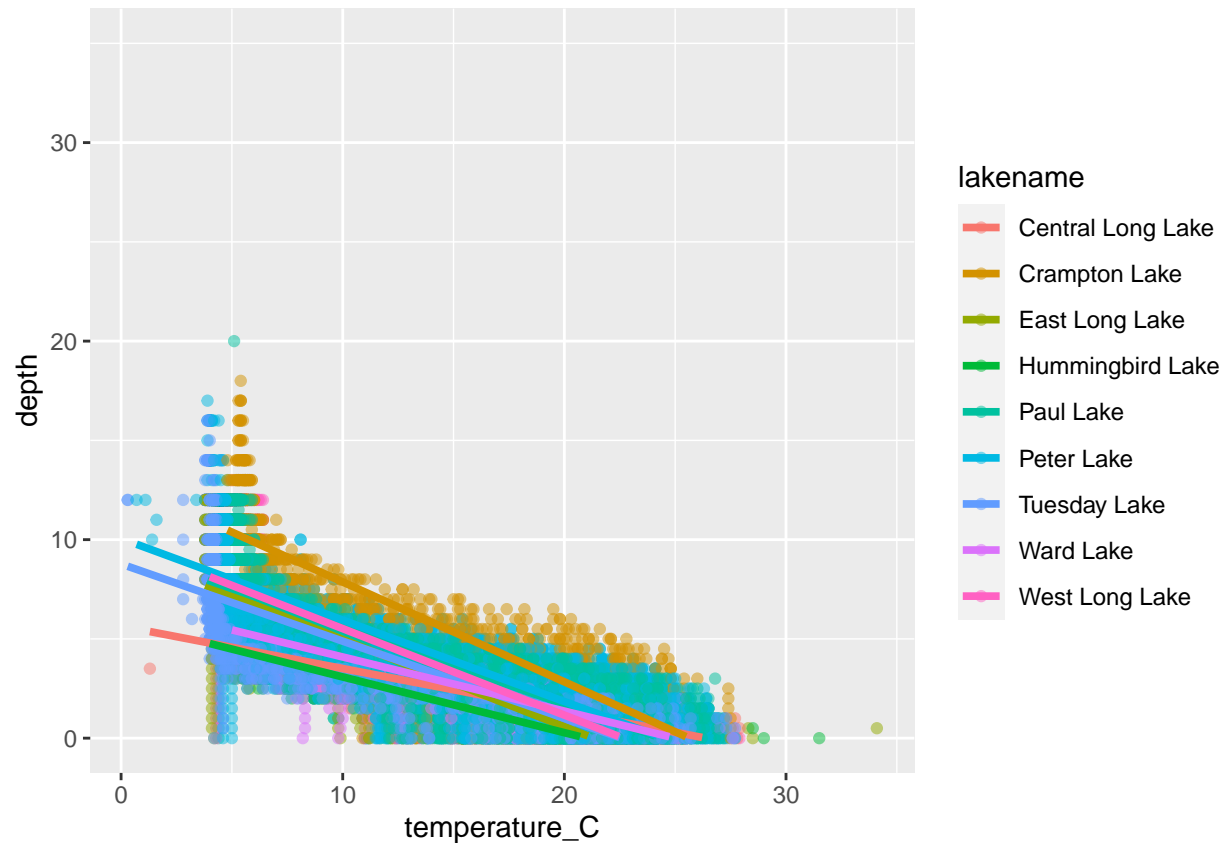 30
20
10
0
depth
0 10 20 30
temperature_C
lakename
Central Long Lake
Crampton Lake
East Long Lake
Hummingbird Lake
Paul Lake
Peter Lake
Tuesday Lake
Ward Lake
West Long Lake